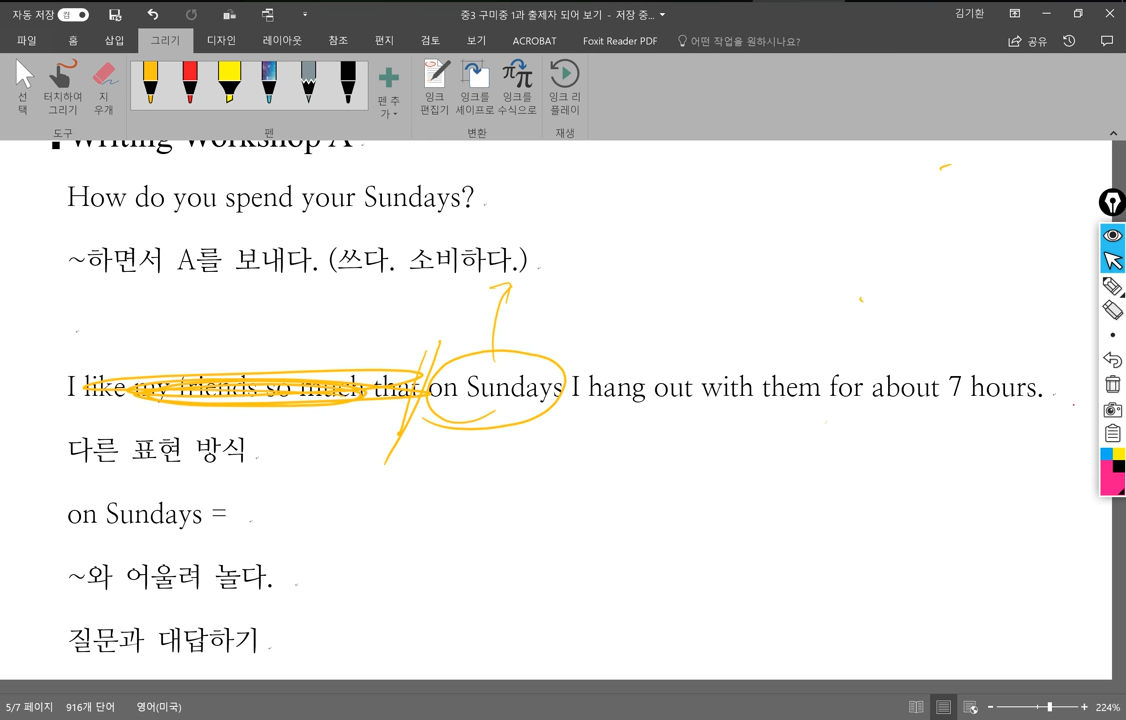 자동 저장 켬
중3 구미중 1과 출제자 되어 보기 - 저장 중...
김기환
파일 홈 삽입 그리기 디자인 레이아웃 참조 편지 검토 보기 ACROBAT Foxit Reader PDF 어떤 작업을 원하시나요? 공유
선택
터치하여 그리기
지우개
펜 추가
잉크 편집기
잉크를 셰이프로
잉크를 수식으로
잉크 리플레이
도구 펜 변환 재생
Writing Workshop A
How do you spend your Sundays?
~하면서 A를 보내다. (쓰다. 소비하다.)
I like my friends so much that on Sundays I hang out with them for about 7 hours.
다른 표현 방식
on Sundays =
~와 어울려 놀다.
질문과 대답하기
5/7 페이지 916개 단어 영어(미국) 224%